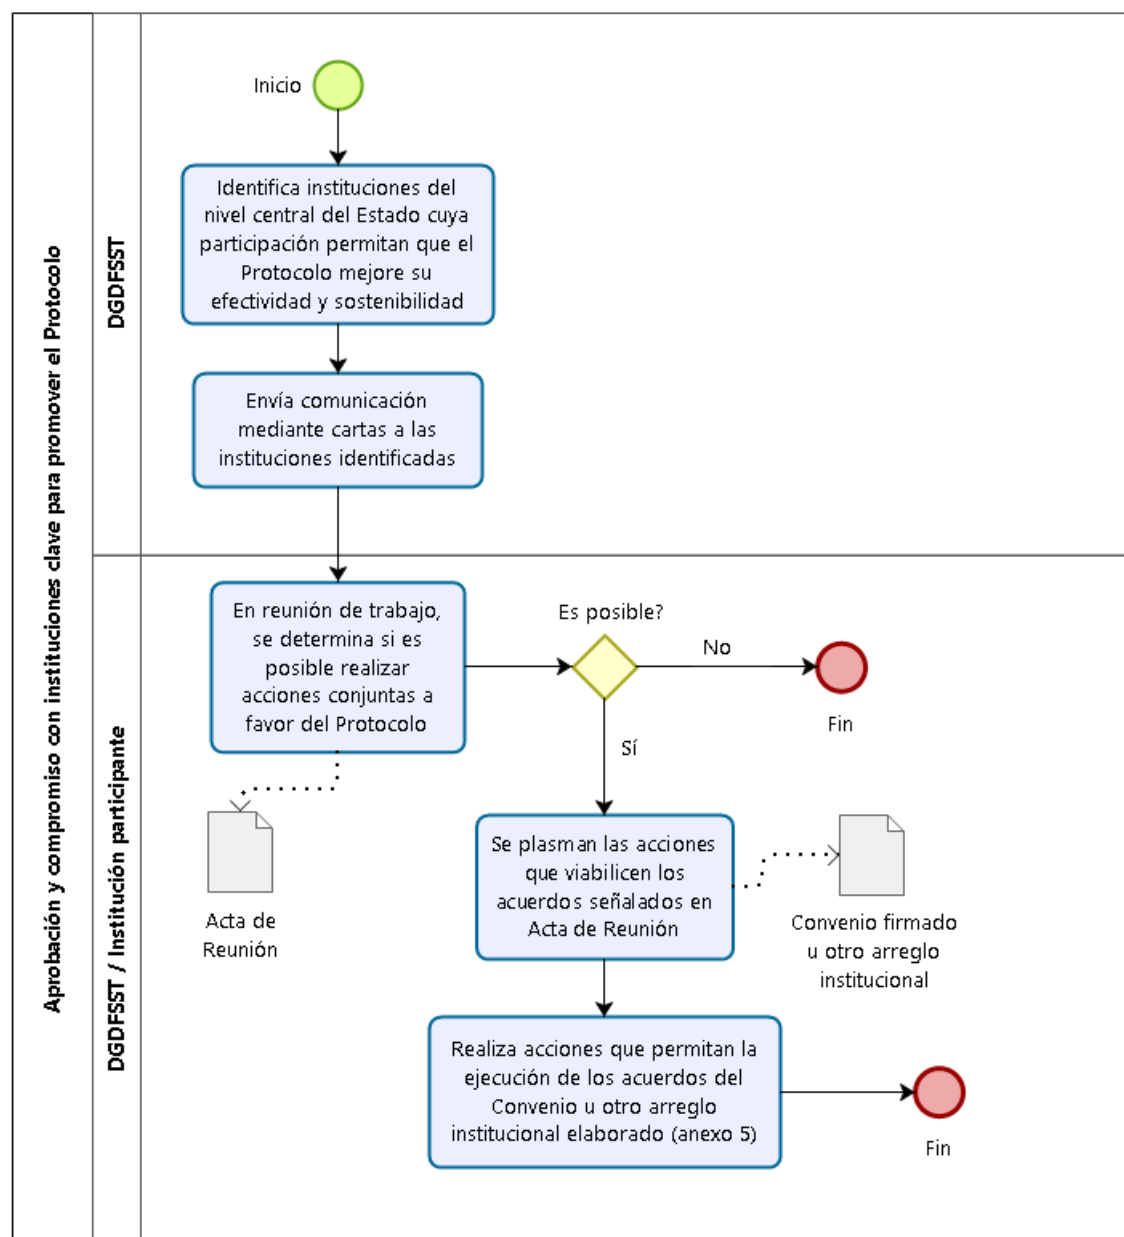 Aprobación y compromiso con instituciones clave para promover el Protocolo
DGDFSST
Inicio
Identifica instituciones del
nivel central del Estado cuya
participación permitan que el
Protocolo mejore su
efectividad y sostenibilidad
Envía comunicación
mediante cartas a las
instituciones identificadas
DGDFSST / Institución participante
En reunión de trabajo,
se determina si es
posible realizar
acciones conjuntas a
favor del Protocolo
Es posible?
No
Fin
Sí
Acta de
Reunión
Se plasman las acciones
que viabilicen los
acuerdos señalados en
Acta de Reunión
Convenio firmado
u otro arreglo
institucional
Realiza acciones que permitan la
ejecución de los acuerdos del
Convenio u otro arreglo
institucional elaborado (anexo 5)
Fin